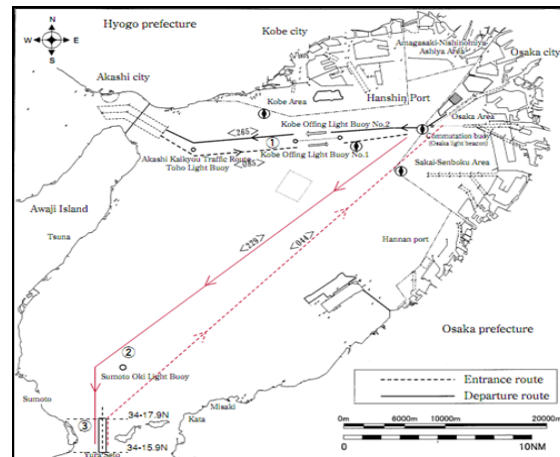 Hyogo prefecture
N
W E
S
Kobe city
Amagasaki-Nishinomiya
Ashiya Area
Osaka city
Akashi city
Kobe Area
Hanshin Port
Osaka Area
Kobe Offing Light Buoy No.2
<265>
①
Commutation buoy
(Osaka light beacon)
Akashi Kaikyou Traffic Route
Toho Light Buoy
Kobe Offing Light Buoy No.1
<085>
Sakai-Senboku Area
Awaji Island
Tsuna
<229>
<044>
Hannan port
Osaka prefecture
②
Sumoto Oki Light Buoy
Sumoto
Misaki
Kata
③
34-17.9N
34-15.9N
Yura Seto
Entrance route
Departure route
0m 6000m 10000m 20000m
0 10NM